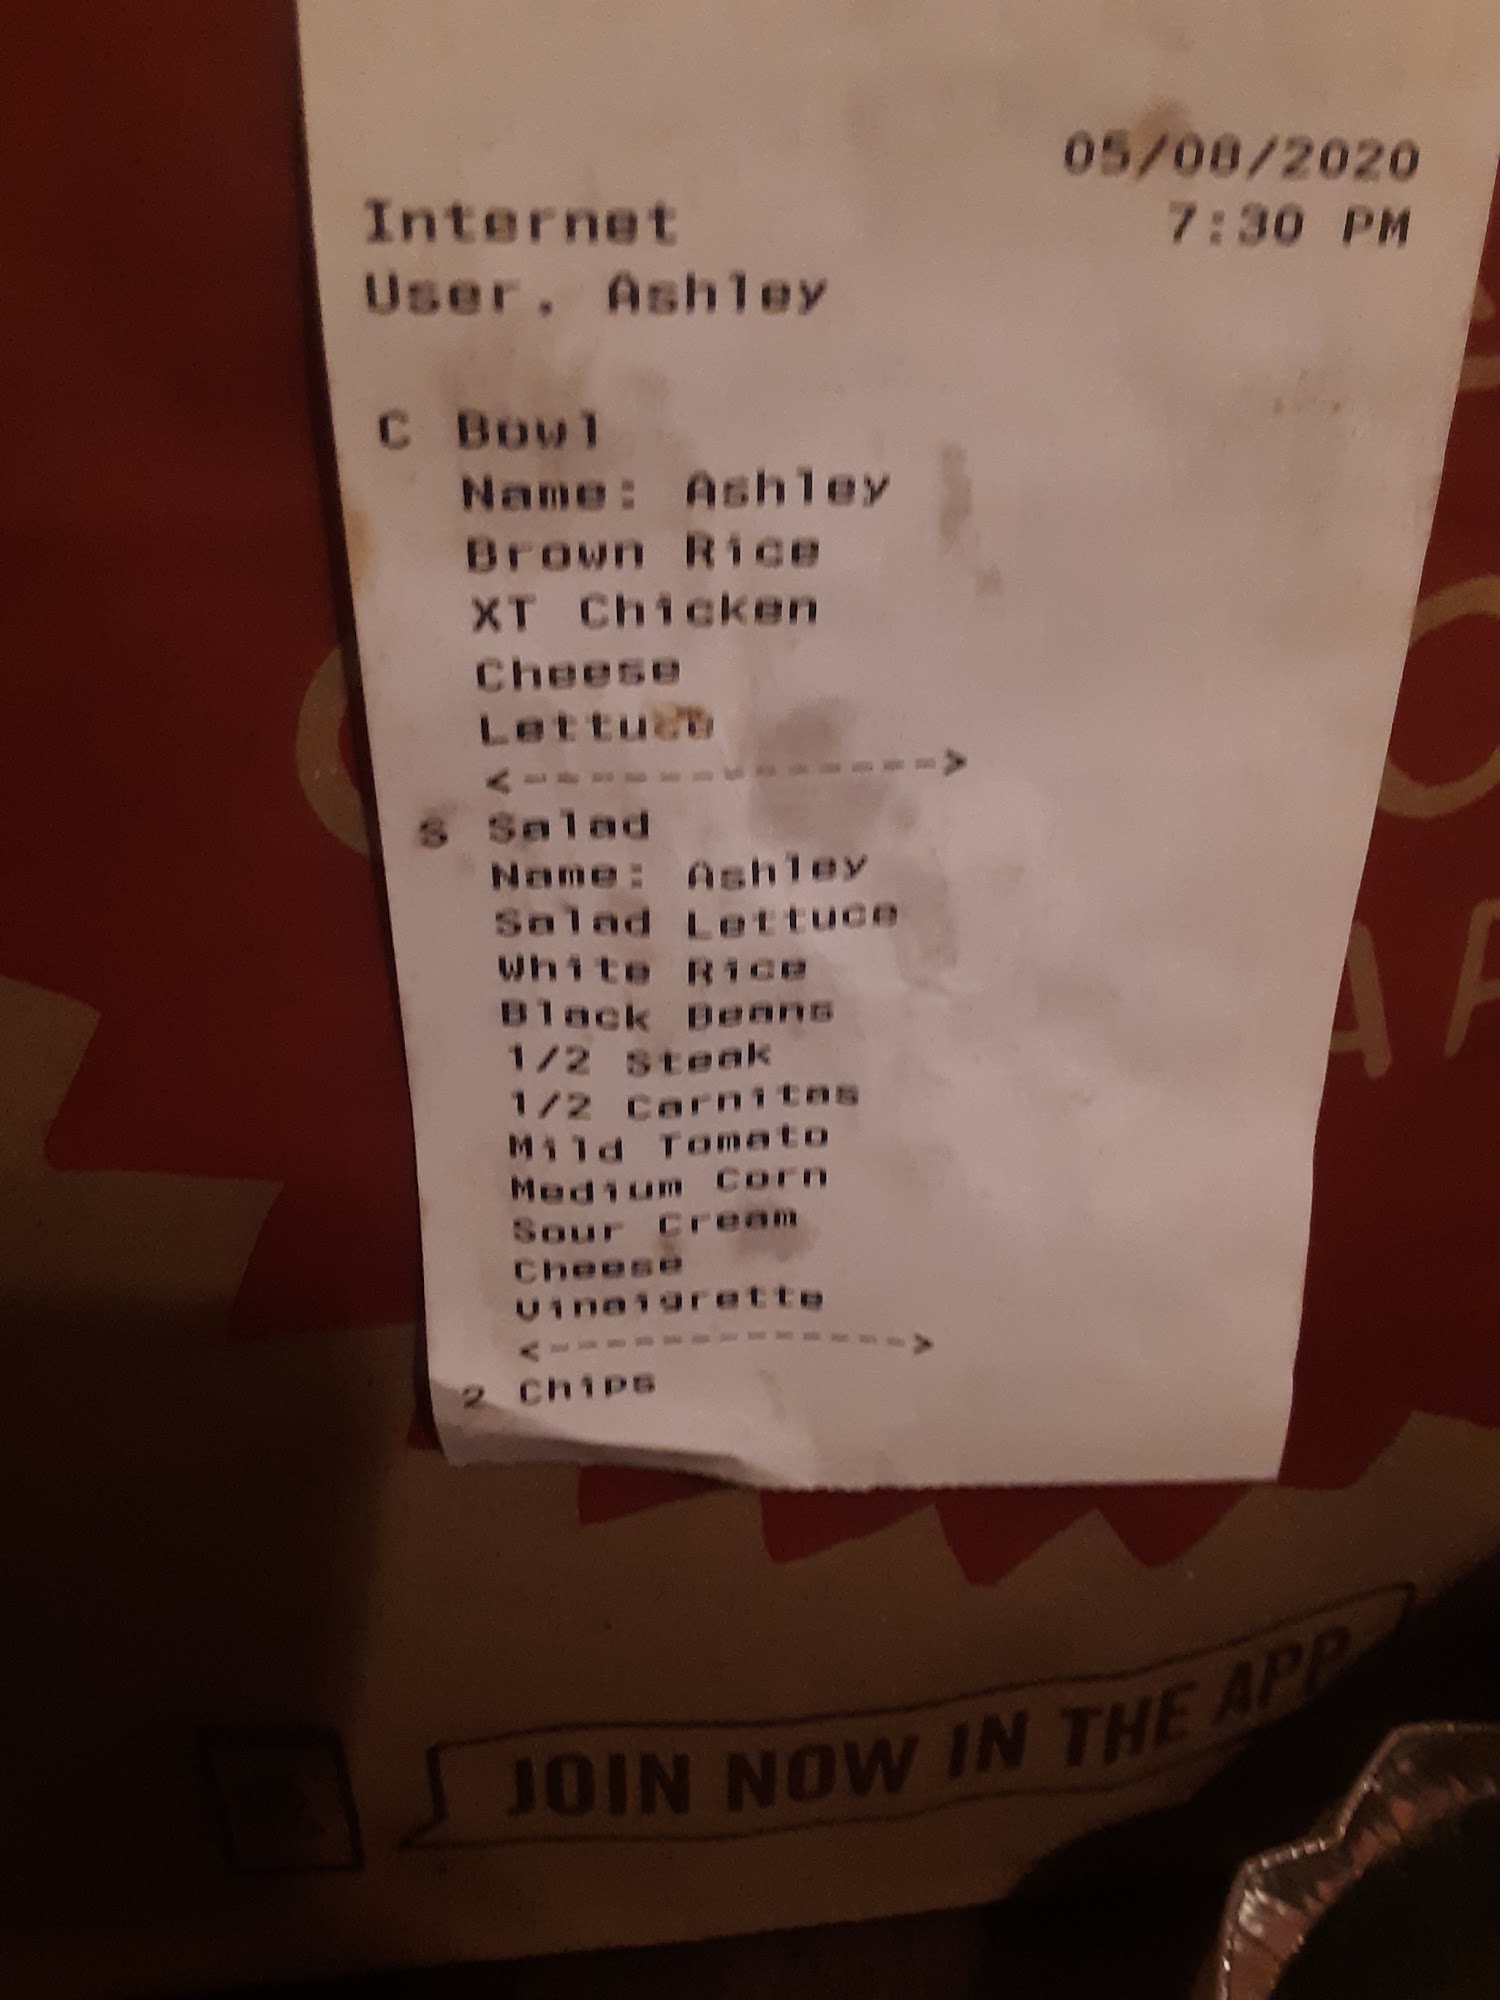 05/08/2020
Internet 7:30 PM
User. Ashley
C Bowl
Name: Ashley
Brown Rice
XT Chicken
Cheese
Lettuce
<-------------->
S Salad
Name: Ashley
Salad Lettuce
White Rice
Black Beans
1/2 Steak
1/2 Carnitas
Mild Tomato
Medium Corn
Sour Cream
Cheese
Vinaigrette
<-------------->
2 Chips
JOIN NOW IN THE APP